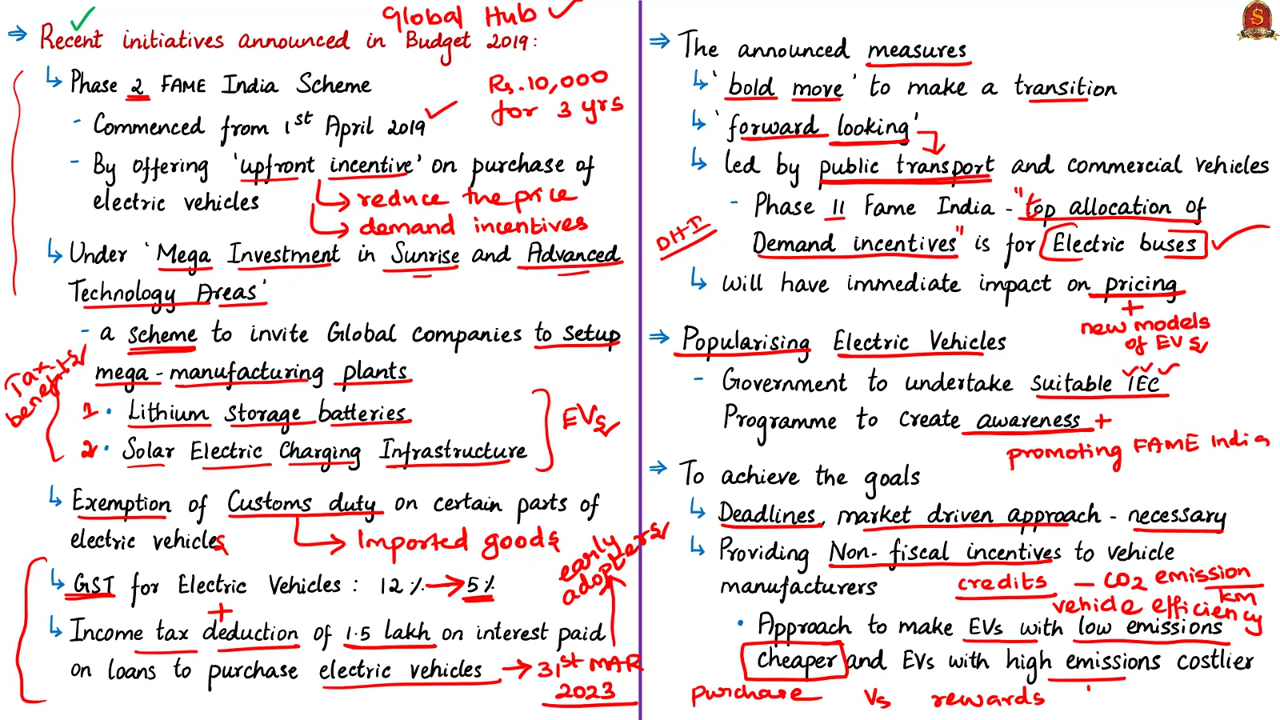 Global Hub
⇒ Recent initiatives announced in Budget 2019:
↳ Phase 2 FAME India Scheme
Rs. 10,000
for 3 yrs
- Commenced from 1st April 2019
- By offering 'upfront incentive' on purchase of
electric vehicles
→ reduce the price
→ demand incentives
↳ Under 'Mega Investment in Sunrise and Advanced
Technology Areas'
- a scheme to invite Global companies to setup
mega-manufacturing plants
Tax
benefits
1 • Lithium storage batteries
2 • Solar Electric Charging Infrastructure
EVs
↳ Exemption of Customs duty on certain parts of
electric vehicles
→ Imported goods
↳ GST for Electric Vehicles : 12% → 5%
early
adopters
+
↳ Income tax deduction of 1.5 lakh on interest paid
on loans to purchase electric vehicles → 31st MAR
2023
S
⇒ The announced measures
↳ 'bold move' to make a transition
↳ 'forward looking'
↳ led by public transport and commercial vehicles
- Phase II Fame India - "top allocation of
Demand incentives" is for Electric buses
DH-I
↳ will have immediate impact on pricing
+
new models
of EVs
⇒ Popularising Electric Vehicles
- Government to undertake suitable IEC
Programme to create awareness +
promoting FAME India
⇒ To achieve the goals
↳ Deadlines, market driven approach - necessary
↳ Providing Non-fiscal incentives to vehicle
manufacturers
credits — CO2 emission
km
vehicle efficiency
• Approach to make EVs with low emissions
cheaper and EVs with high emissions costlier
purchase Vs rewards